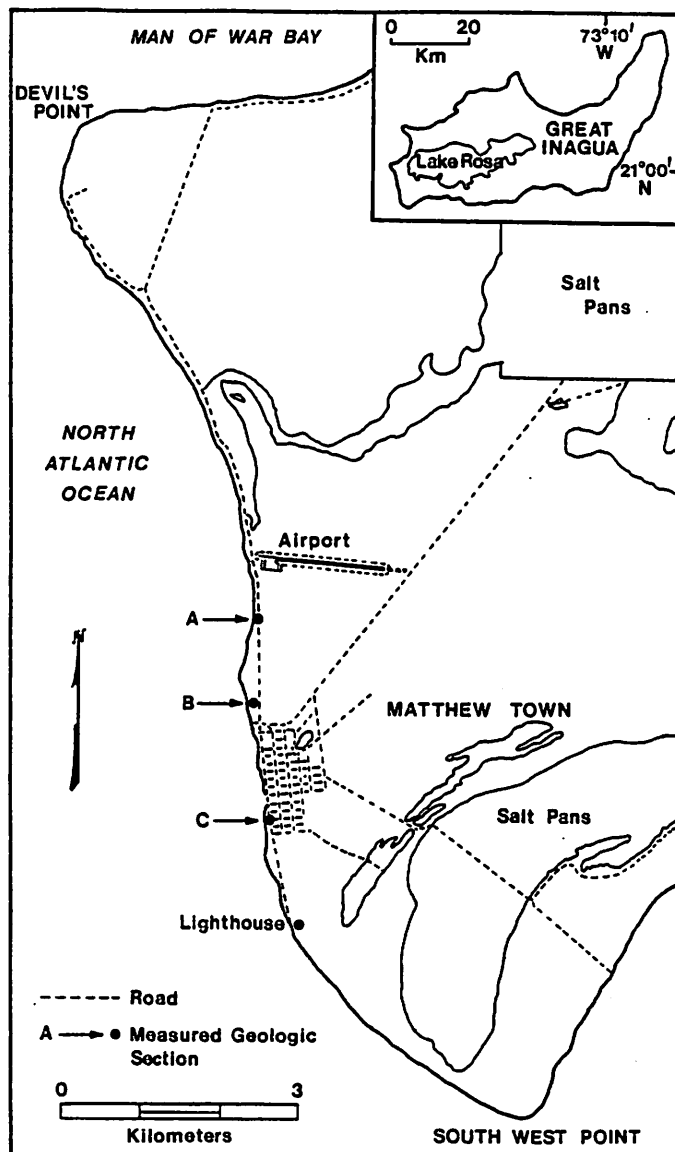 MAN OF WAR BAY
DEVIL'S
POINT
0 20
Km
73°10'
W
GREAT
INAGUA
Lake Rosa
21°00'
N
Salt
Pans
NORTH
ATLANTIC
OCEAN
Airport
A
N
B
MATTHEW TOWN
C
Salt Pans
Lighthouse
Road
A Measured Geologic
Section
0 3
Kilometers
SOUTH WEST POINT